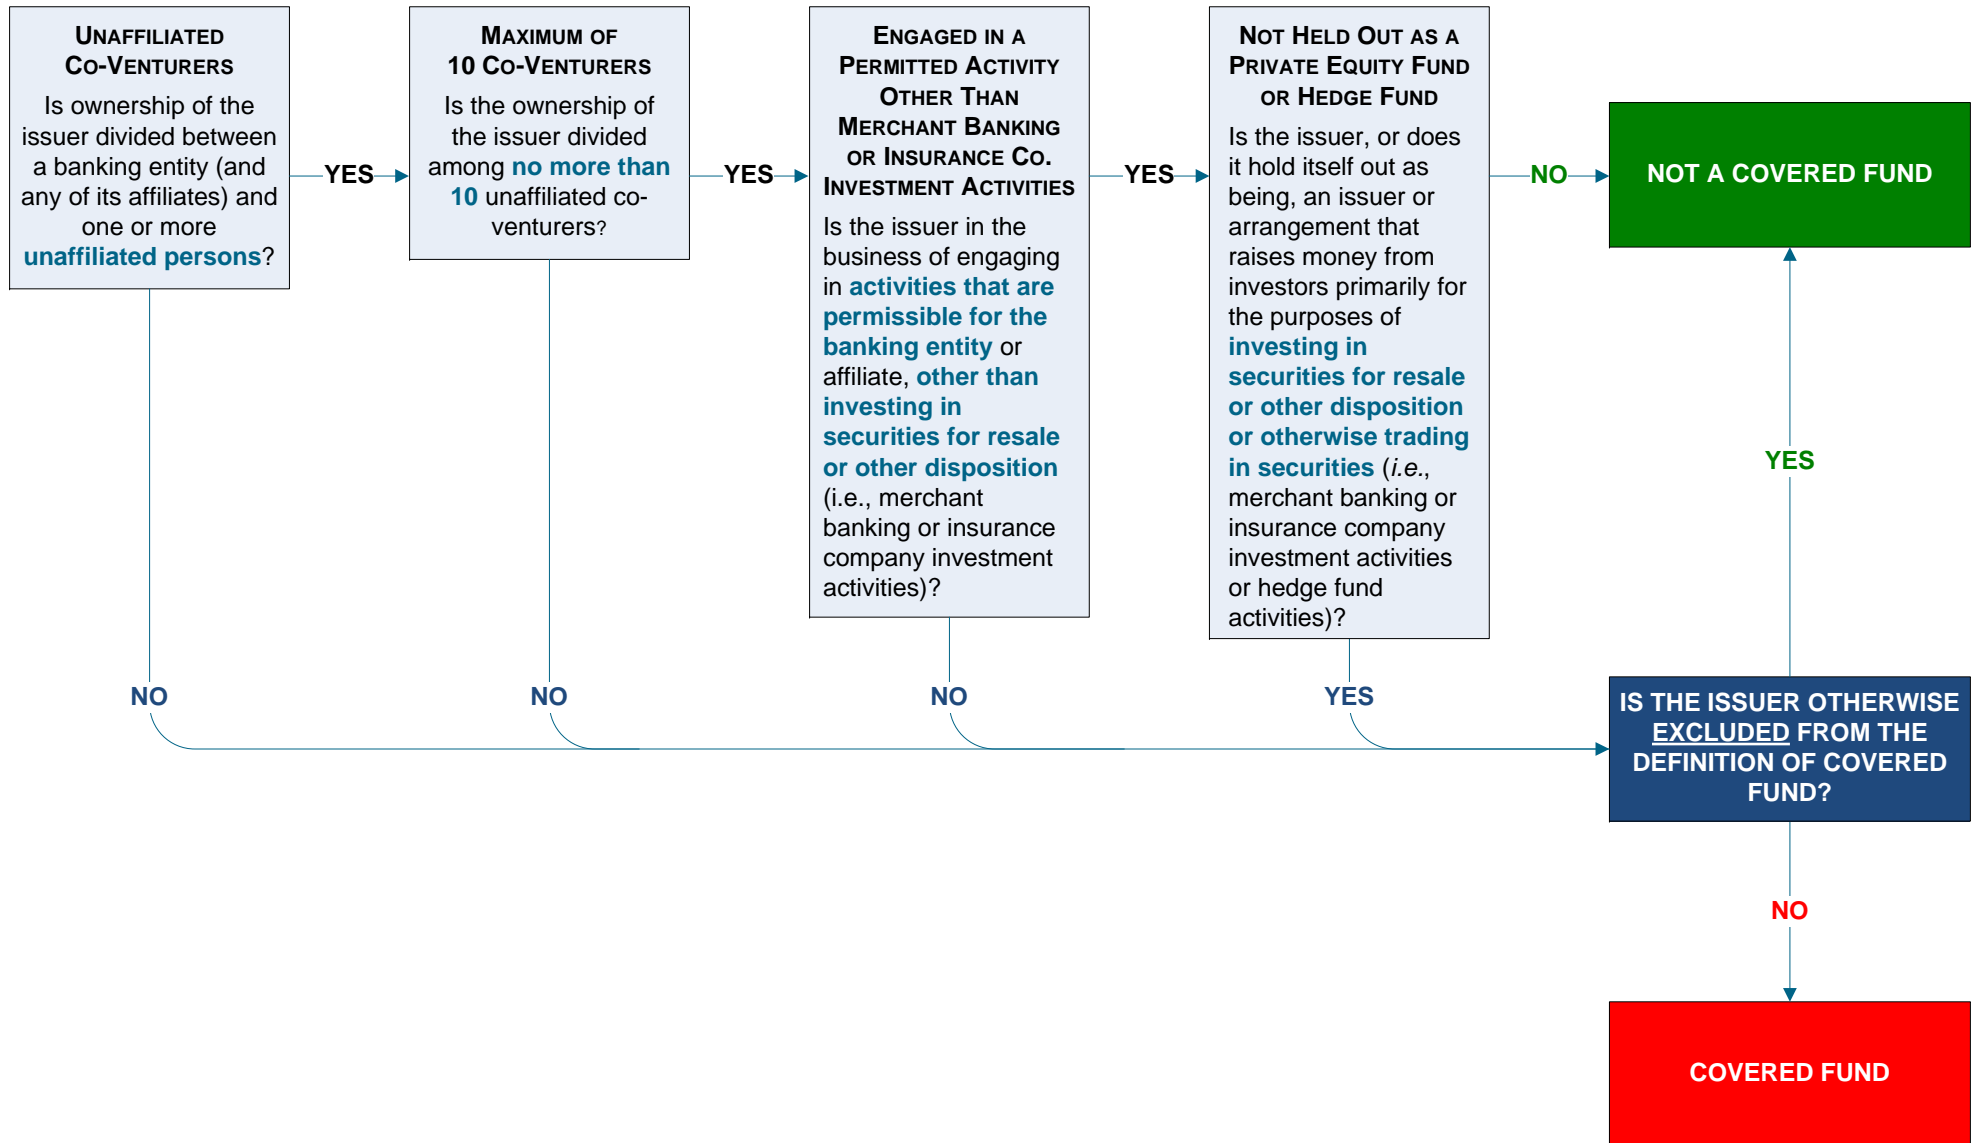 UNAFFILIATED
CO-VENTURERS
Is ownership of the
issuer divided between
a banking entity (and
any of its affiliates) and
one or more
unaffiliated persons?
YES
MAXIMUM OF
10 CO-VENTURERS
Is the ownership of
the issuer divided
among no more than
10 unaffiliated co-
venturers?
YES
ENGAGED IN A
PERMITTED ACTIVITY
OTHER THAN
MERCHANT BANKING
OR INSURANCE CO.
INVESTMENT ACTIVITIES
Is the issuer in the
business of engaging
in activities that are
permissible for the
banking entity or
affiliate, other than
investing in
securities for resale
or other disposition
(i.e., merchant
banking or insurance
company investment
activities)?
YES
NOT HELD OUT AS A
PRIVATE EQUITY FUND
OR HEDGE FUND
Is the issuer, or does
it hold itself out as
being, an issuer or
arrangement that
raises money from
investors primarily for
the purposes of
investing in
securities for resale
or other disposition
or otherwise trading
in securities (i.e.,
merchant banking or
insurance company
investment activities
or hedge fund
activities)?
NO
NOT A COVERED FUND
YES
NO
NO
NO
YES
IS THE ISSUER OTHERWISE
EXCLUDED FROM THE
DEFINITION OF COVERED
FUND?
NO
COVERED FUND